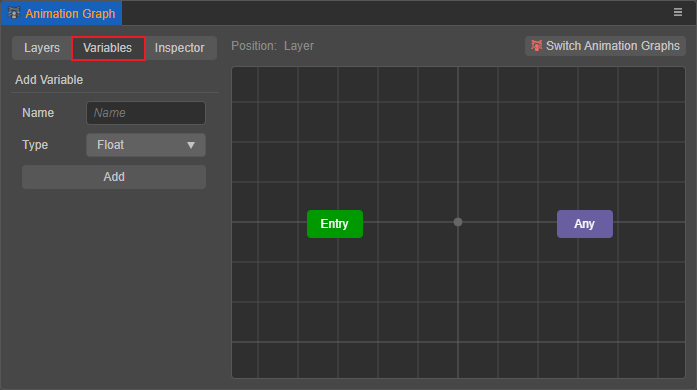 Animation Graph
Layers Variables Inspector
Position: Layer
Switch Animation Graphs
Add Variable
Name Name
Type Float
Add
Entry
Any